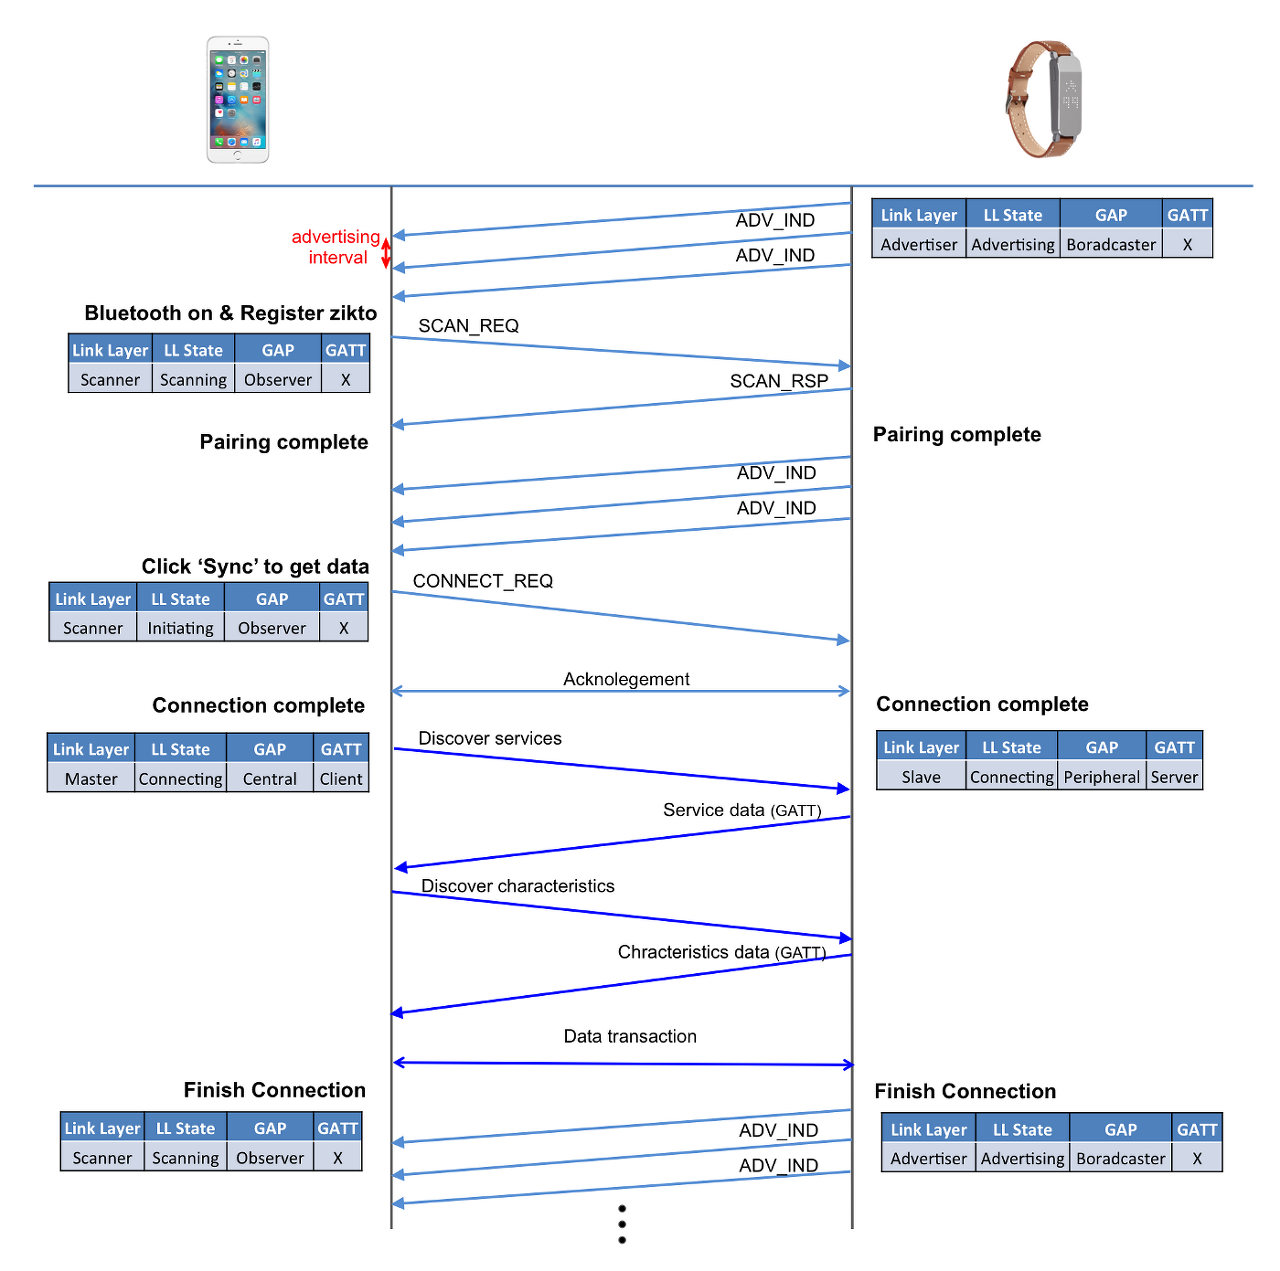 Link Layer LL State GAP GATT
Advertiser Advertising Boradcaster X
ADV_IND
advertising
interval
ADV_IND
Bluetooth on & Register zikto
SCAN_REQ
Link Layer LL State GAP GATT
Scanner Scanning Observer X
SCAN_RSP
Pairing complete
Pairing complete
ADV_IND
ADV_IND
Click ‘Sync’ to get data
CONNECT_REQ
Link Layer LL State GAP GATT
Scanner Initiating Observer X
Acknolegement
Connection complete
Connection complete
Discover services
Link Layer LL State GAP GATT
Master Connecting Central Client
Link Layer LL State GAP GATT
Slave Connecting Peripheral Server
Service data (GATT)
Discover characteristics
Chracteristics data (GATT)
Data transaction
Finish Connection
Finish Connection
Link Layer LL State GAP GATT
Scanner Scanning Observer X
ADV_IND
ADV_IND
Link Layer LL State GAP GATT
Advertiser Advertising Boradcaster X